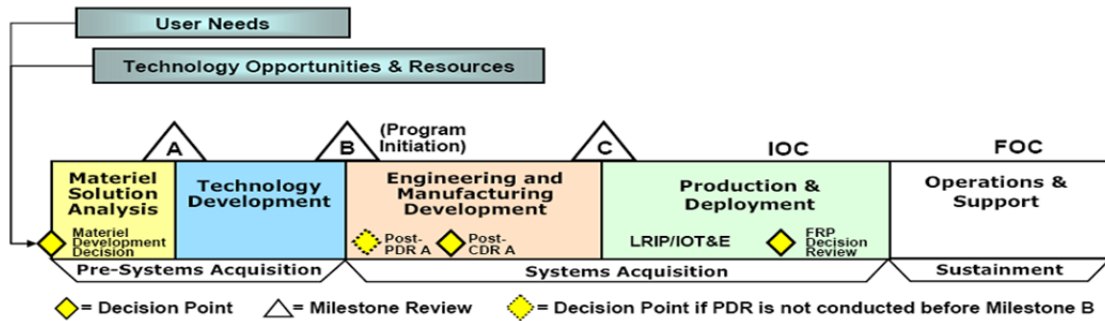 User Needs
Technology Opportunities & Resources
A
B
(Program
Initiation)
C
IOC
FOC
Materiel
Solution
Analysis
Materiel
Development
Decision
Technology
Development
Engineering and
Manufacturing
Development
Post-
PDR A
Post-
CDR A
Production &
Deployment
LRIP/IOT&E
FRP
Decision
Review
Operations &
Support
Pre-Systems Acquisition
Systems Acquisition
Sustainment
= Decision Point
= Milestone Review
= Decision Point if PDR is not conducted before Milestone B